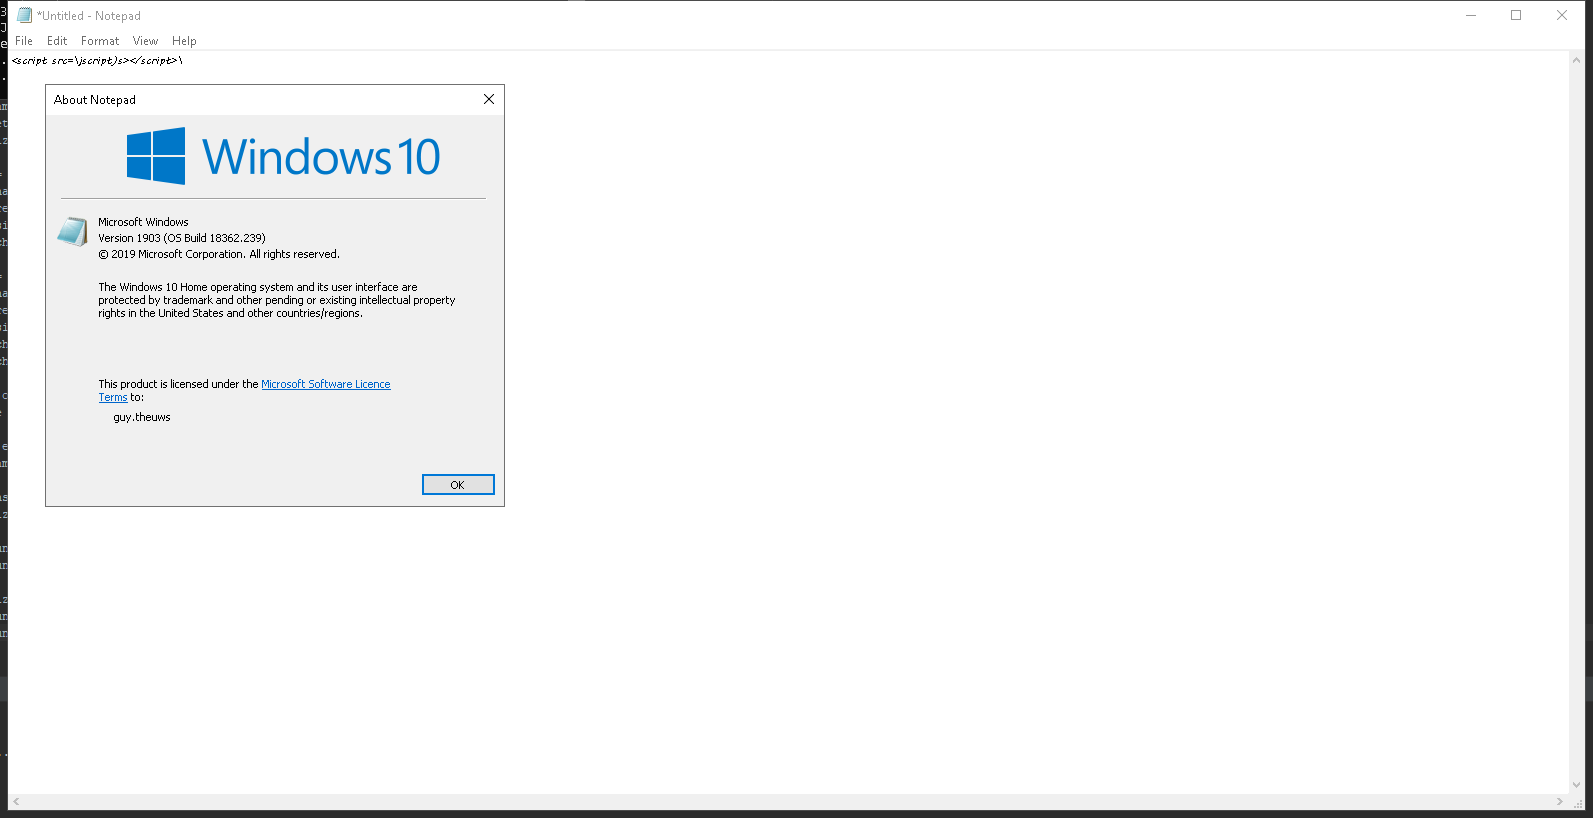 *Untitled - Notepad
File Edit Format View Help
<script src=\jscript)s></script>\
About Notepad
Windows 10
Microsoft Windows
Version 1903 (OS Build 18362.239)
© 2019 Microsoft Corporation. All rights reserved.
The Windows 10 Home operating system and its user interface are
protected by trademark and other pending or existing intellectual property
rights in the United States and other countries/regions.
This product is licensed under the Microsoft Software Licence
Terms to:
guy.theuws
OK